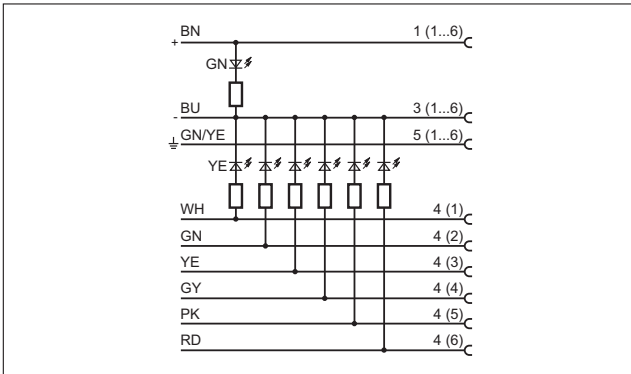 BN 1 (1...6)
+
GN
BU 3 (1...6)
-
GN/YE 5 (1...6)
YE
WH 4 (1)
GN 4 (2)
YE 4 (3)
GY 4 (4)
PK 4 (5)
RD 4 (6)